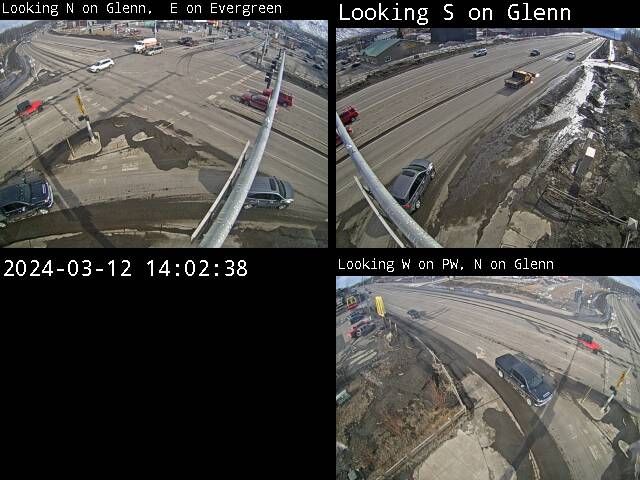 Looking N on Glenn,  E on Evergreen
Looking S on Glenn
2024-03-12 14:02:38
Looking W on PW, N on Glenn